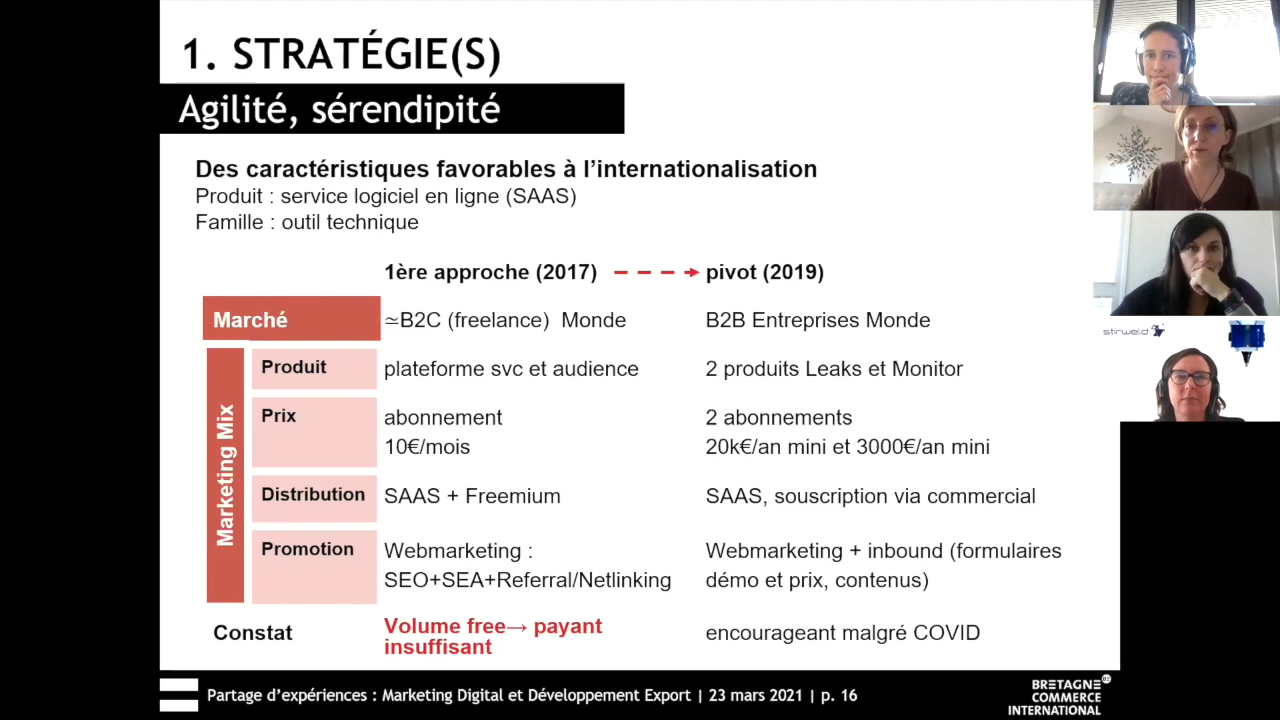 1. STRATÉGIE(S)
Agilité, sérendipité
Des caractéristiques favorables à l’internationalisation
Produit : service logiciel en ligne (SAAS)
Famille : outil technique
1ère approche (2017) pivot (2019)
Marché ≃B2C (freelance) Monde B2B Entreprises Monde
Marketing Mix
Produit plateforme svc et audience 2 produits Leaks et Monitor
Prix abonnement 2 abonnements
10€/mois 20k€/an mini et 3000€/an mini
Distribution SAAS + Freemium SAAS, souscription via commercial
Promotion Webmarketing : Webmarketing + inbound (formulaires
SEO+SEA+Referral/Netlinking démo et prix, contenus)
Constat Volume free→ payant encourageant malgré COVID
insuffisant
Partage d’expériences : Marketing Digital et Développement Export | 23 mars 2021 | p. 16
BRETAGNE
COMMERCE
INTERNATIONAL
stirweld